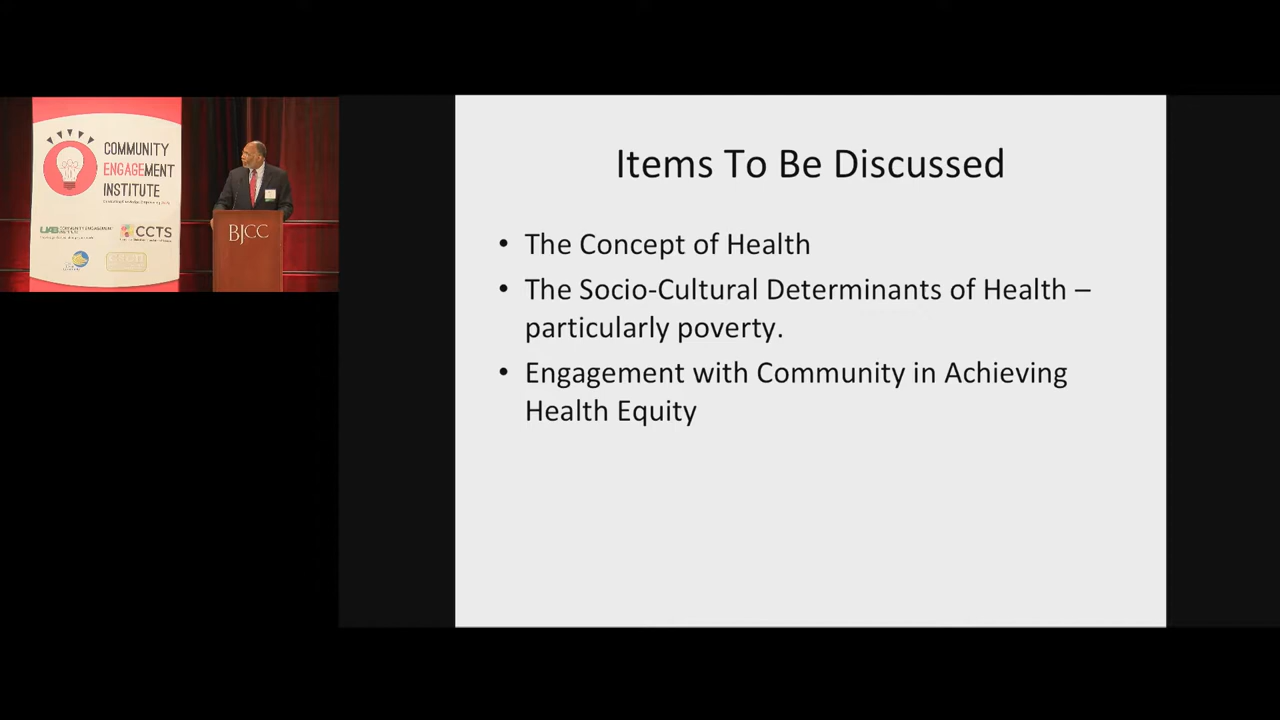 COMMUNITY
ENGAGEMENT
INSTITUTE
UAB
CCTS
BJCC
Items To Be Discussed
• The Concept of Health
• The Socio-Cultural Determinants of Health –
particularly poverty.
• Engagement with Community in Achieving
Health Equity